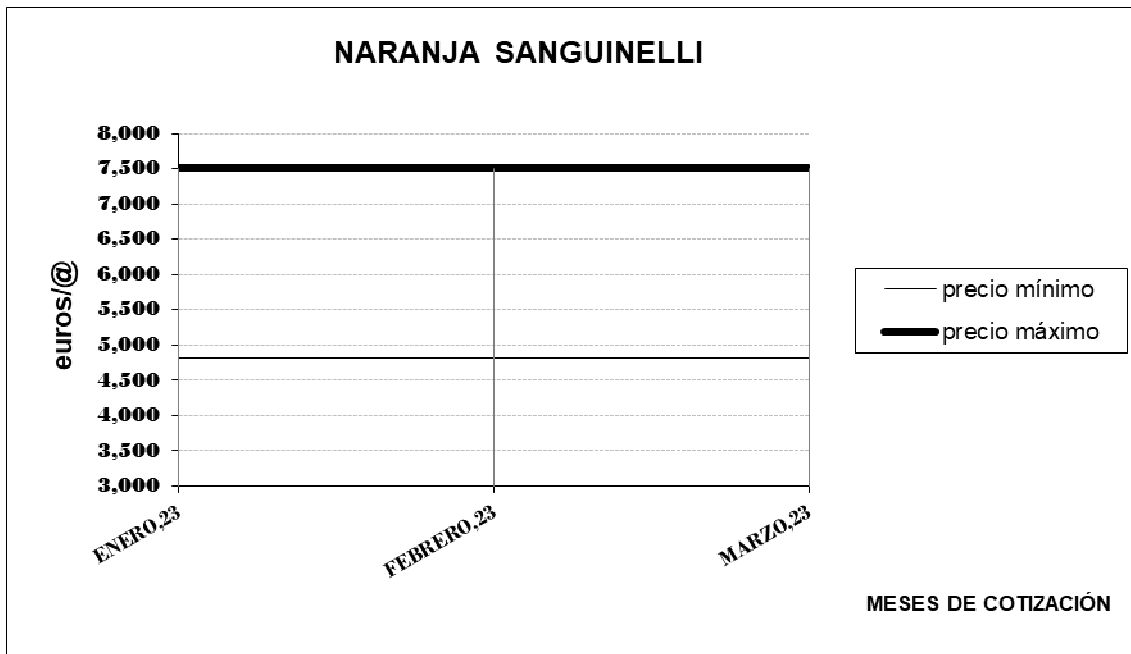 NARANJA SANGUINELLI
8,000
7,500
7,000
6,500
6,000
5,500
5,000
4,500
4,000
3,500
3,000
euros/@
ENERO,23
FEBRERO,23
MARZO,23
precio mínimo
precio máximo
MESES DE COTIZACIÓN